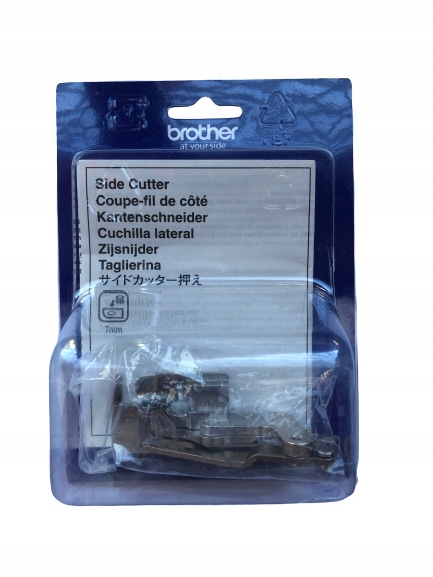 brother
at your side
Side Cutter
Coupe-fil de côté
Kantenschneider
Cuchilla lateral
Zijsnijder
Taglierina
サイドカッター押え
7mm